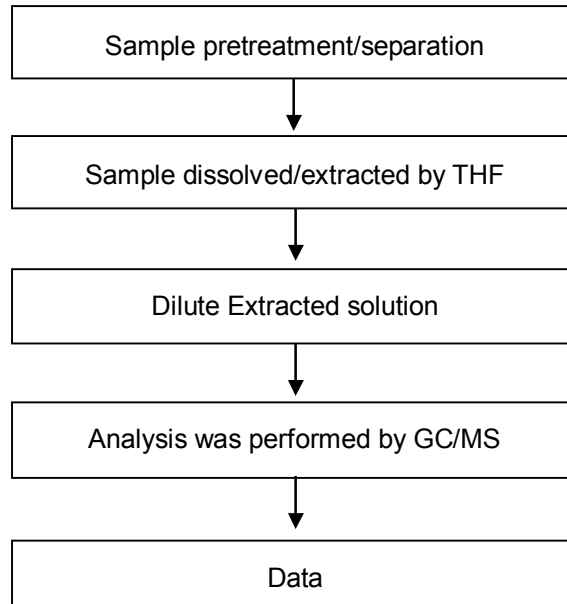 Sample pretreatment/separation
Sample dissolved/extracted by THF
Dilute Extracted solution
Analysis was performed by GC/MS
Data